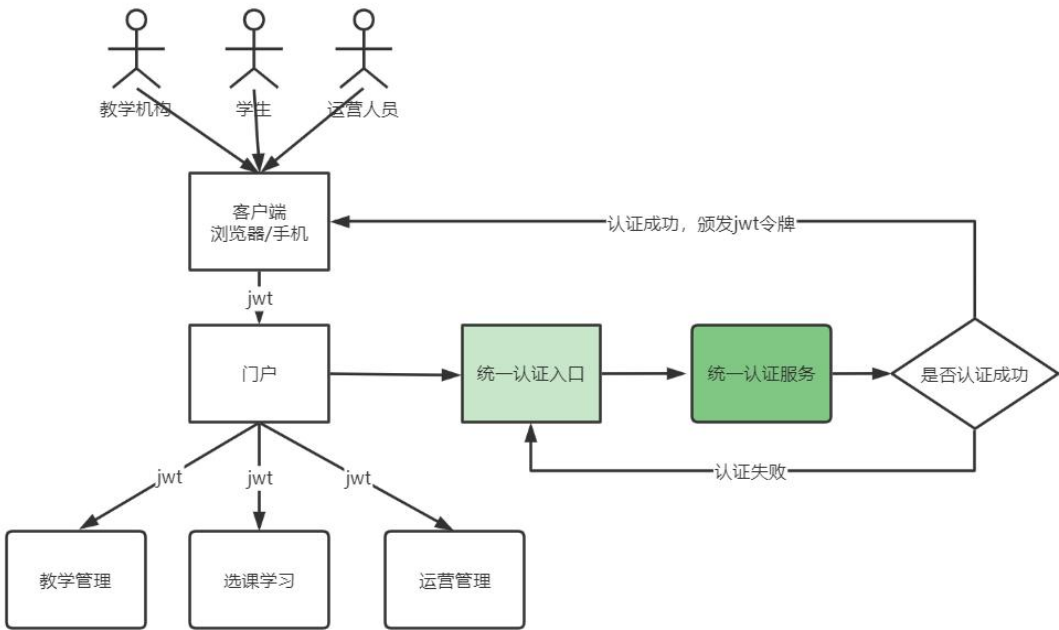 教学机构
学生
运营人员
客户端
浏览器/手机
认证成功，颁发jwt令牌
jwt
门户
统一认证入口
统一认证服务
是否认证成功
认证失败
jwt
jwt
jwt
教学管理
选课学习
运营管理